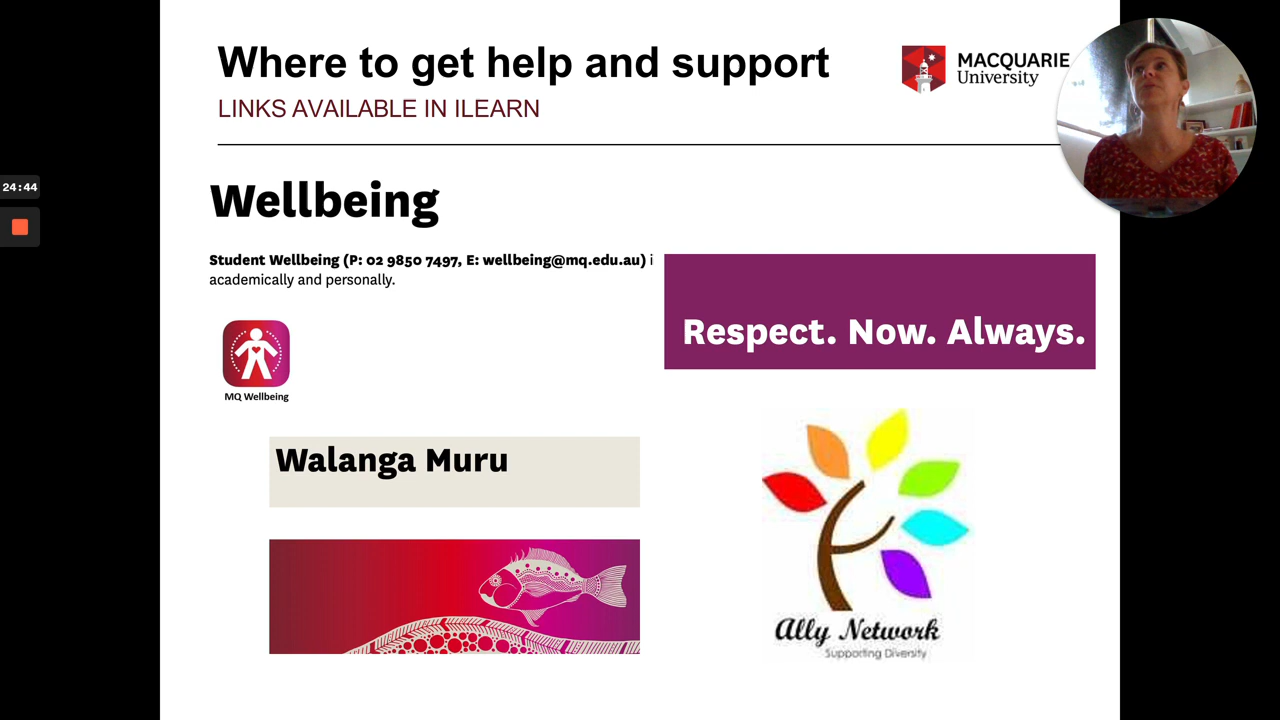 Where to get help and support
LINKS AVAILABLE IN ILEARN
MACQUARIE
University
24:44
Wellbeing
Student Wellbeing (P: 02 9850 7497, E: wellbeing@mq.edu.au) i
academically and personally.
Respect. Now. Always.
MQ Wellbeing
Walanga Muru
Ally Network
Supporting Diversity